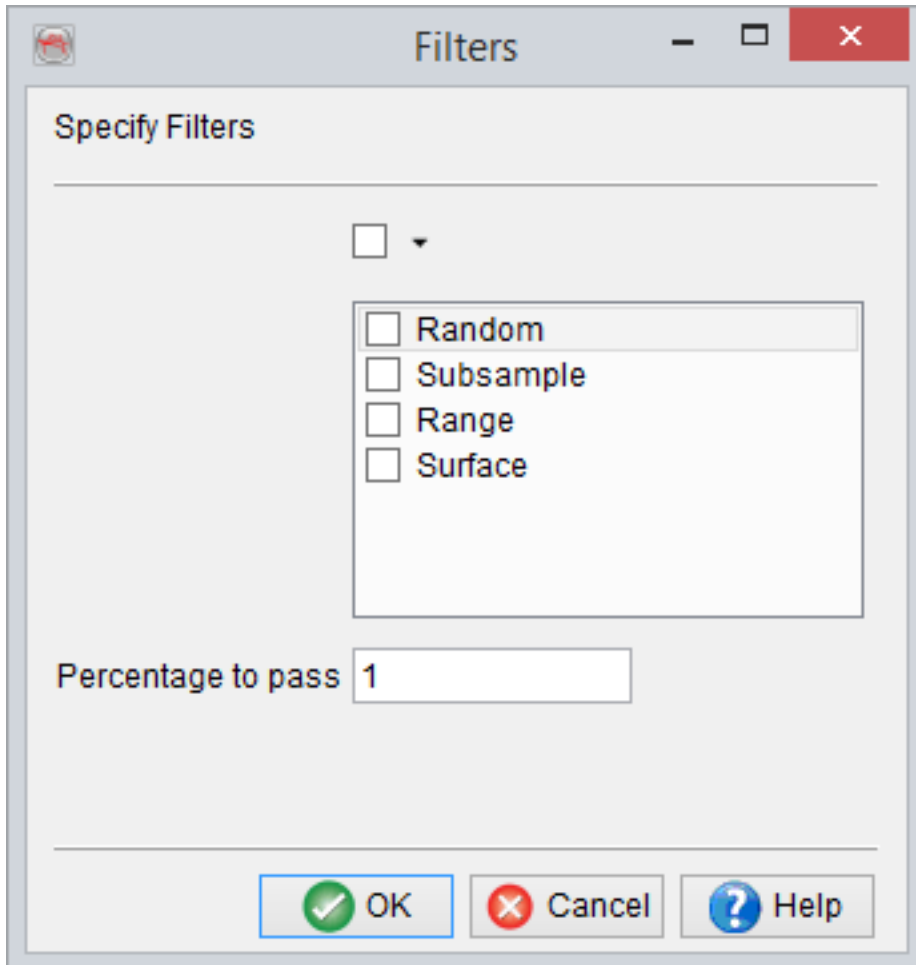 Filters
Specify Filters
Random
Subsample
Range
Surface
Percentage to pass 1
OK Cancel Help